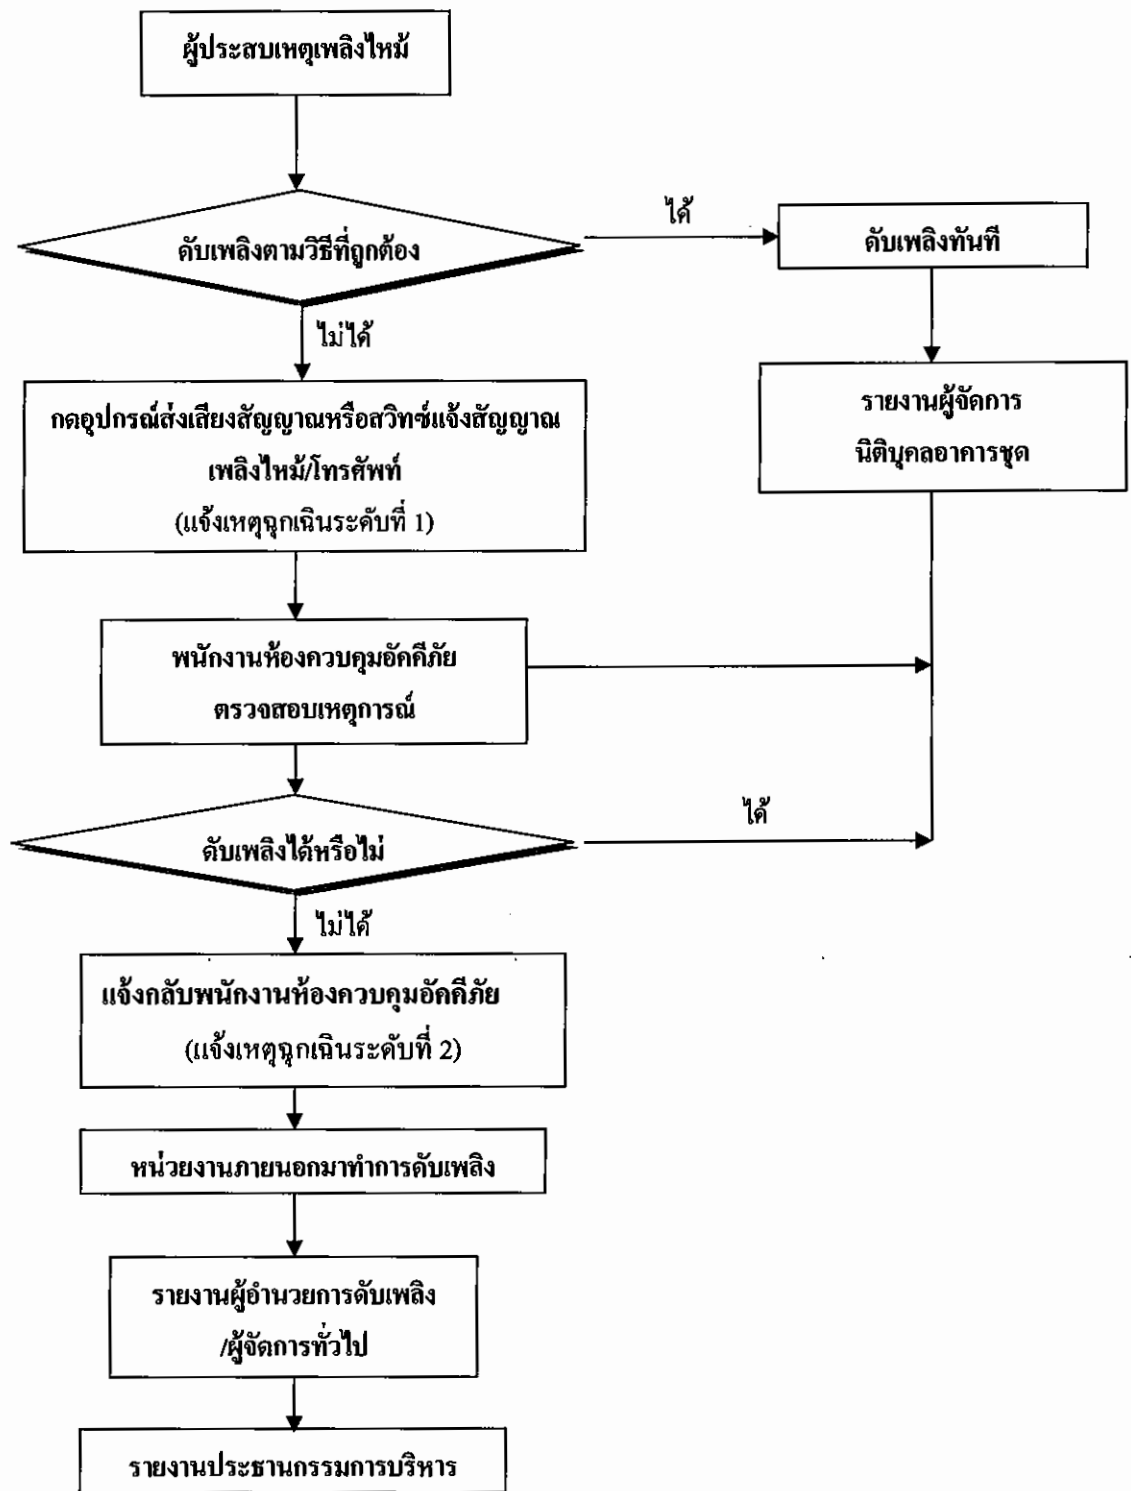 ผู้ประสบเหตุเพลิงไหม้
ได้
ดับเพลิงตามวิธีที่ถูกต้อง
ดับเพลิงทันที
ไม่ได้
กดอุปกรณ์ส่งเสียงสัญญาณหรือสวิทช์แจ้งสัญญาณ
เพลิงไหม้/โทรศัพท์
(แจ้งเหตุฉุกเฉินระดับที่ 1)
รายงานผู้จัดการ
นิติบุคลอาคารชุด
พนักงานห้องควบคุมอัคคีภัย
ตรวจสอบเหตุการณ์
ได้
ดับเพลิงได้หรือไม่
ไม่ได้
แจ้งกลับพนักงานห้องควบคุมอัคคีภัย
(แจ้งเหตุฉุกเฉินระดับที่ 2)
หน่วยงานภายนอกมาทำการดับเพลิง
รายงานผู้อำนวยการดับเพลิง
/ผู้จัดการทั่วไป
รายงานประธานกรรมการบริหาร